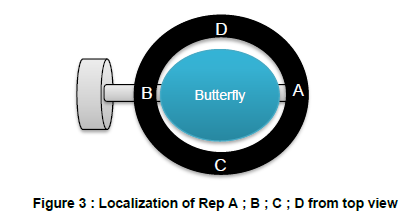 D
B Butterfly A
C
Figure 3 : Localization of Rep A ; B ; C ; D from top view